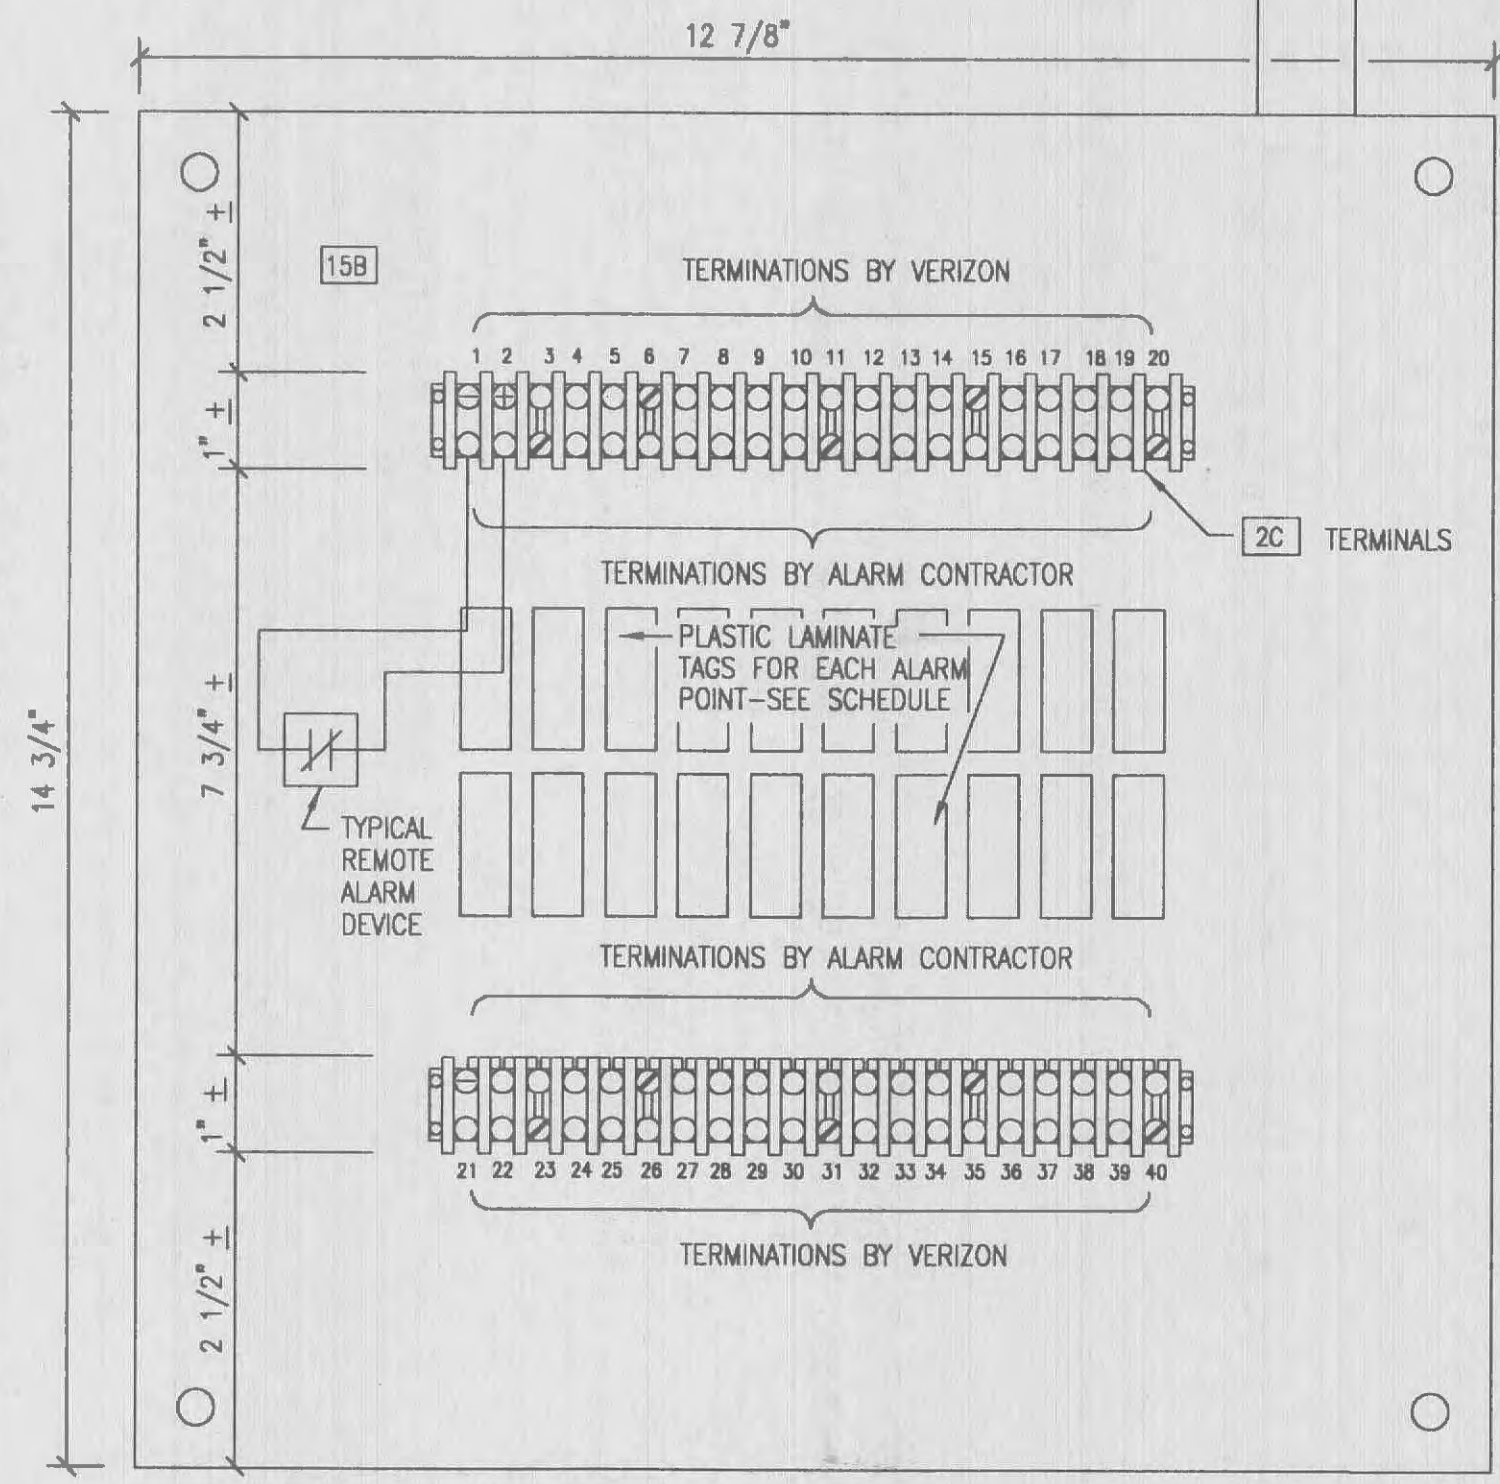 12 7/8"
2 1/2" ±
15B
TERMINATIONS BY VERIZON
1 2 3 4 5 6 7 8 9 10 11 12 13 14 15 16 17 18 19 20
1" ±
2C TERMINALS
TERMINATIONS BY ALARM CONTRACTOR
PLASTIC LAMINATE
TAGS FOR EACH ALARM
POINT-SEE SCHEDULE
14 3/4"
7 3/4" ±
TYPICAL
REMOTE
ALARM
DEVICE
TERMINATIONS BY ALARM CONTRACTOR
1" ±
21 22 23 24 25 26 27 28 29 30 31 32 33 34 35 36 37 38 39 40
2 1/2" ±
TERMINATIONS BY VERIZON